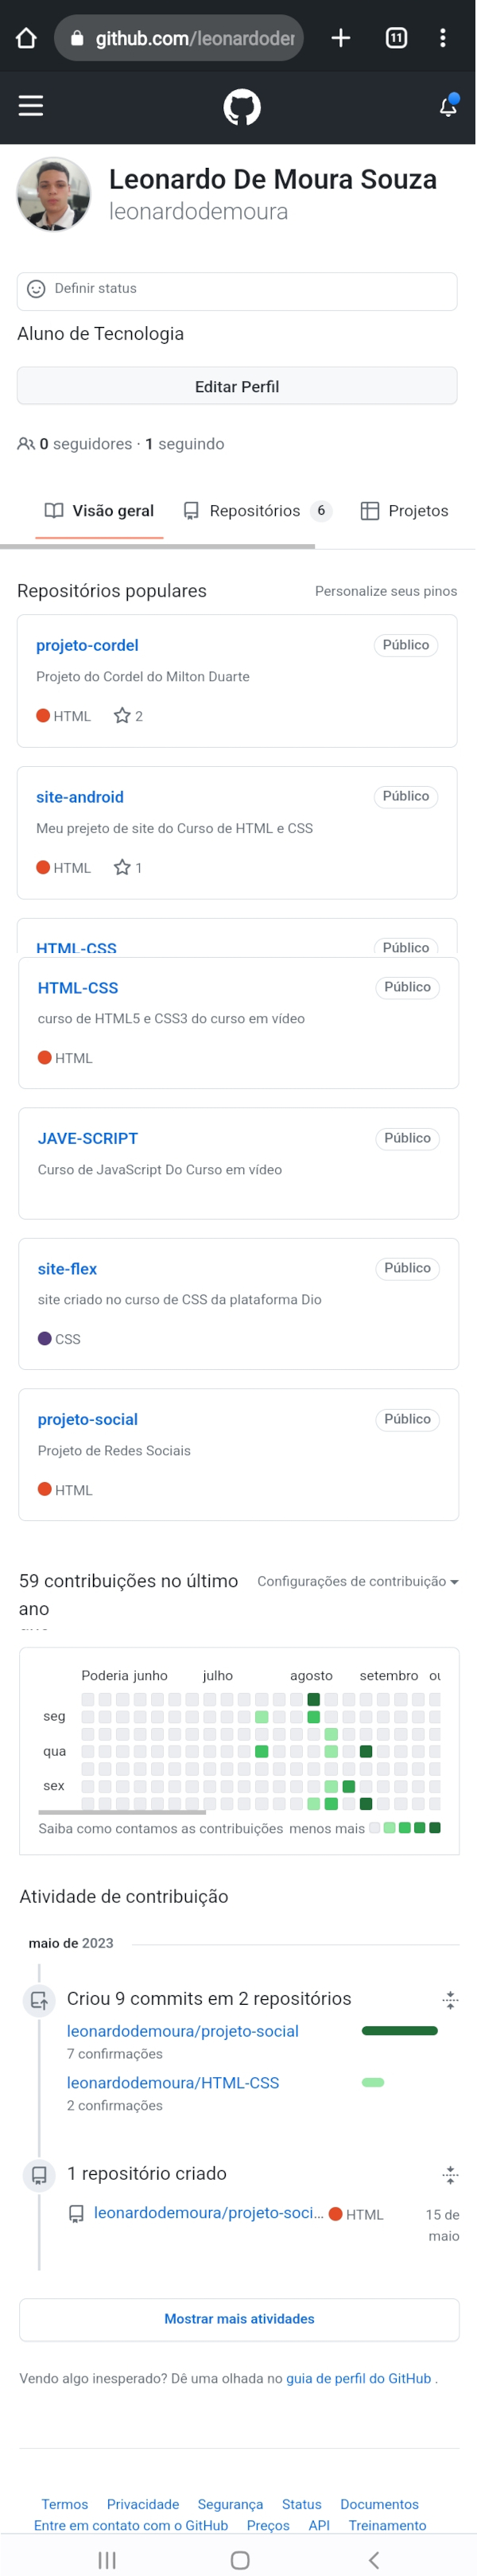 github.com/leonardoder
11
Leonardo De Moura Souza
leonardodemoura
Definir status
Aluno de Tecnologia
Editar Perfil
0 seguidores · 1 seguindo
Visão geral Repositórios 6 Projetos
Repositórios populares Personalize seus pinos
projeto-cordel Público
Projeto do Cordel do Milton Duarte
HTML 2
site-android Público
Meu prejeto de site do Curso de HTML e CSS
HTML 1
HTML-CSS Público
HTML-CSS Público
curso de HTML5 e CSS3 do curso em vídeo
HTML
JAVE-SCRIPT Público
Curso de JavaScript Do Curso em vídeo
site-flex Público
site criado no curso de CSS da plataforma Dio
CSS
projeto-social Público
Projeto de Redes Sociais
HTML
59 contribuições no último Configurações de contribuição
ano
Poderia junho julho agosto setembro ou
seg
qua
sex
Saiba como contamos as contribuições menos mais
Atividade de contribuição
maio de 2023
Criou 9 commits em 2 repositórios
leonardodemoura/projeto-social
7 confirmações
leonardodemoura/HTML-CSS
2 confirmações
1 repositório criado
leonardodemoura/projeto-soci... HTML 15 de
maio
Mostrar mais atividades
Vendo algo inesperado? Dê uma olhada no guia de perfil do GitHub .
Termos Privacidade Segurança Status Documentos
Entre em contato com o GitHub Preços API Treinamento